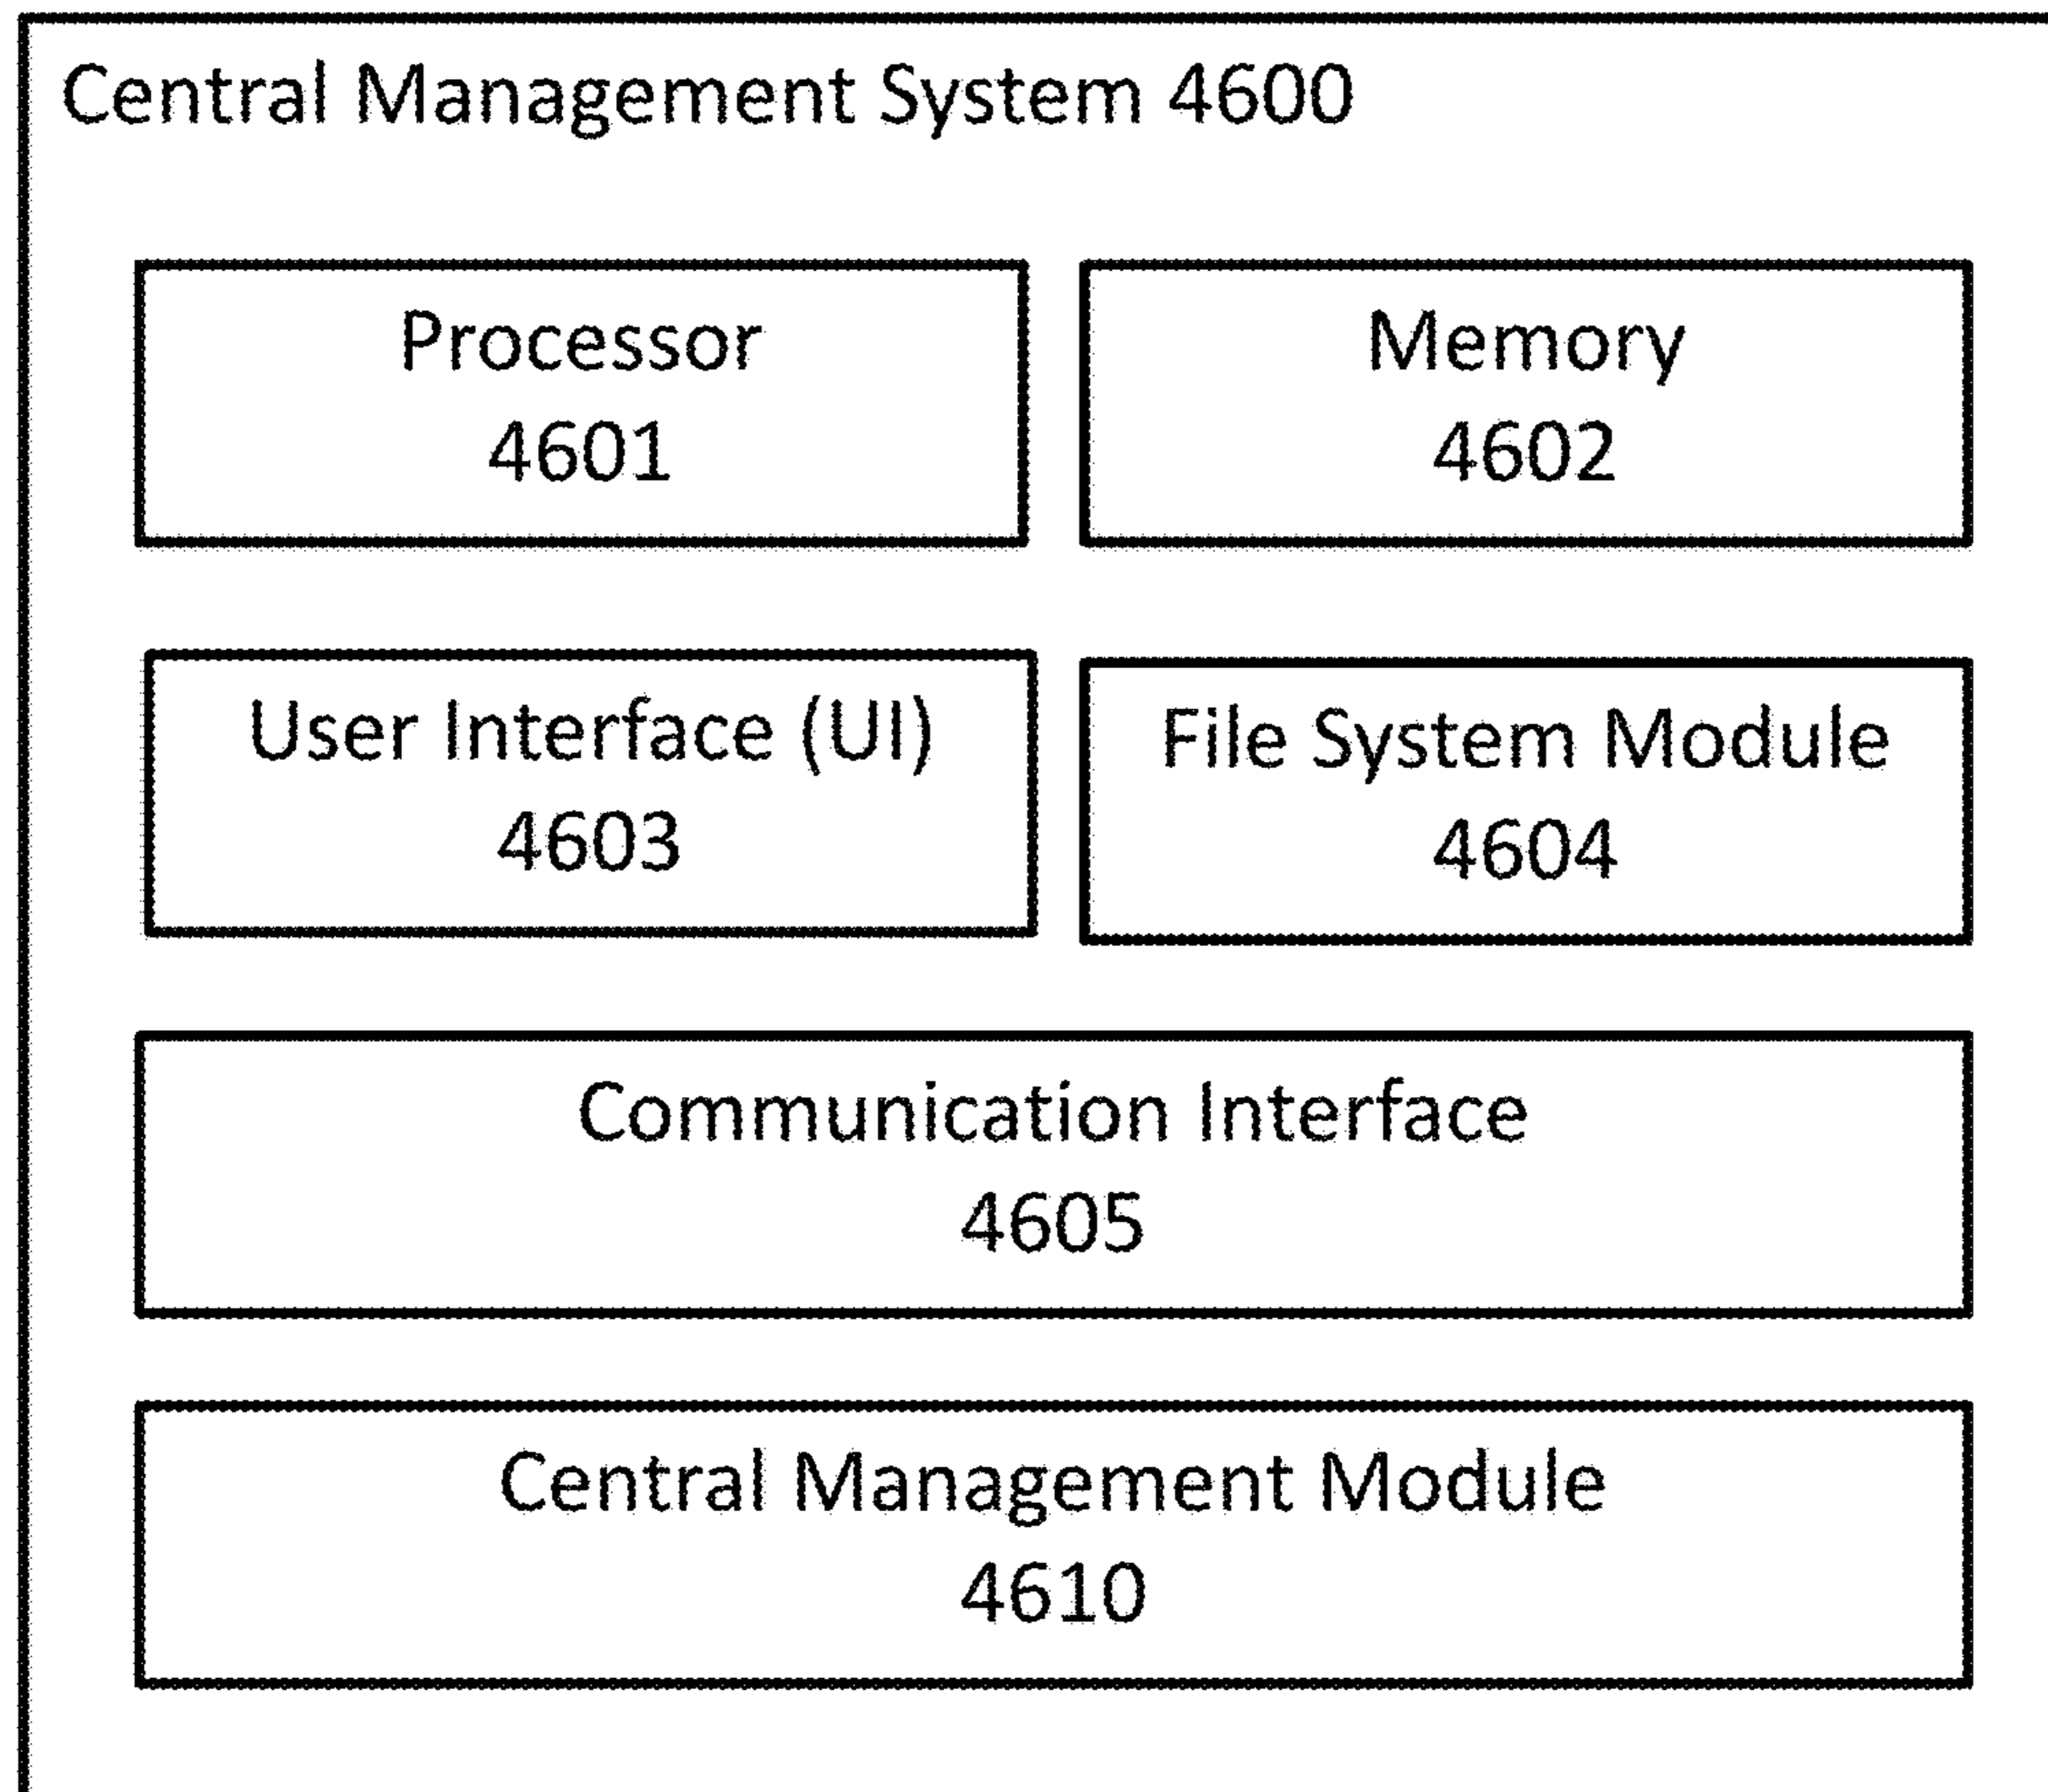 Central Management System 4600
Processor
4601
Memory
4602
User Interface (UI)
4603
File System Module
4604
Communication Interface
4605
Central Management Module
4610